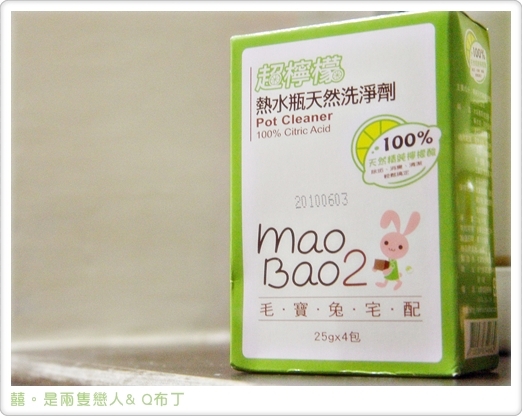 超檸檬
熱水瓶天然洗淨劑
Pot Cleaner
100% Citric Acid
100%
天然精純檸檬酸
20100603
mao
Bao2
毛·寶·兔·宅·配
25gx4包
囍。是兩隻戀人& Q布丁